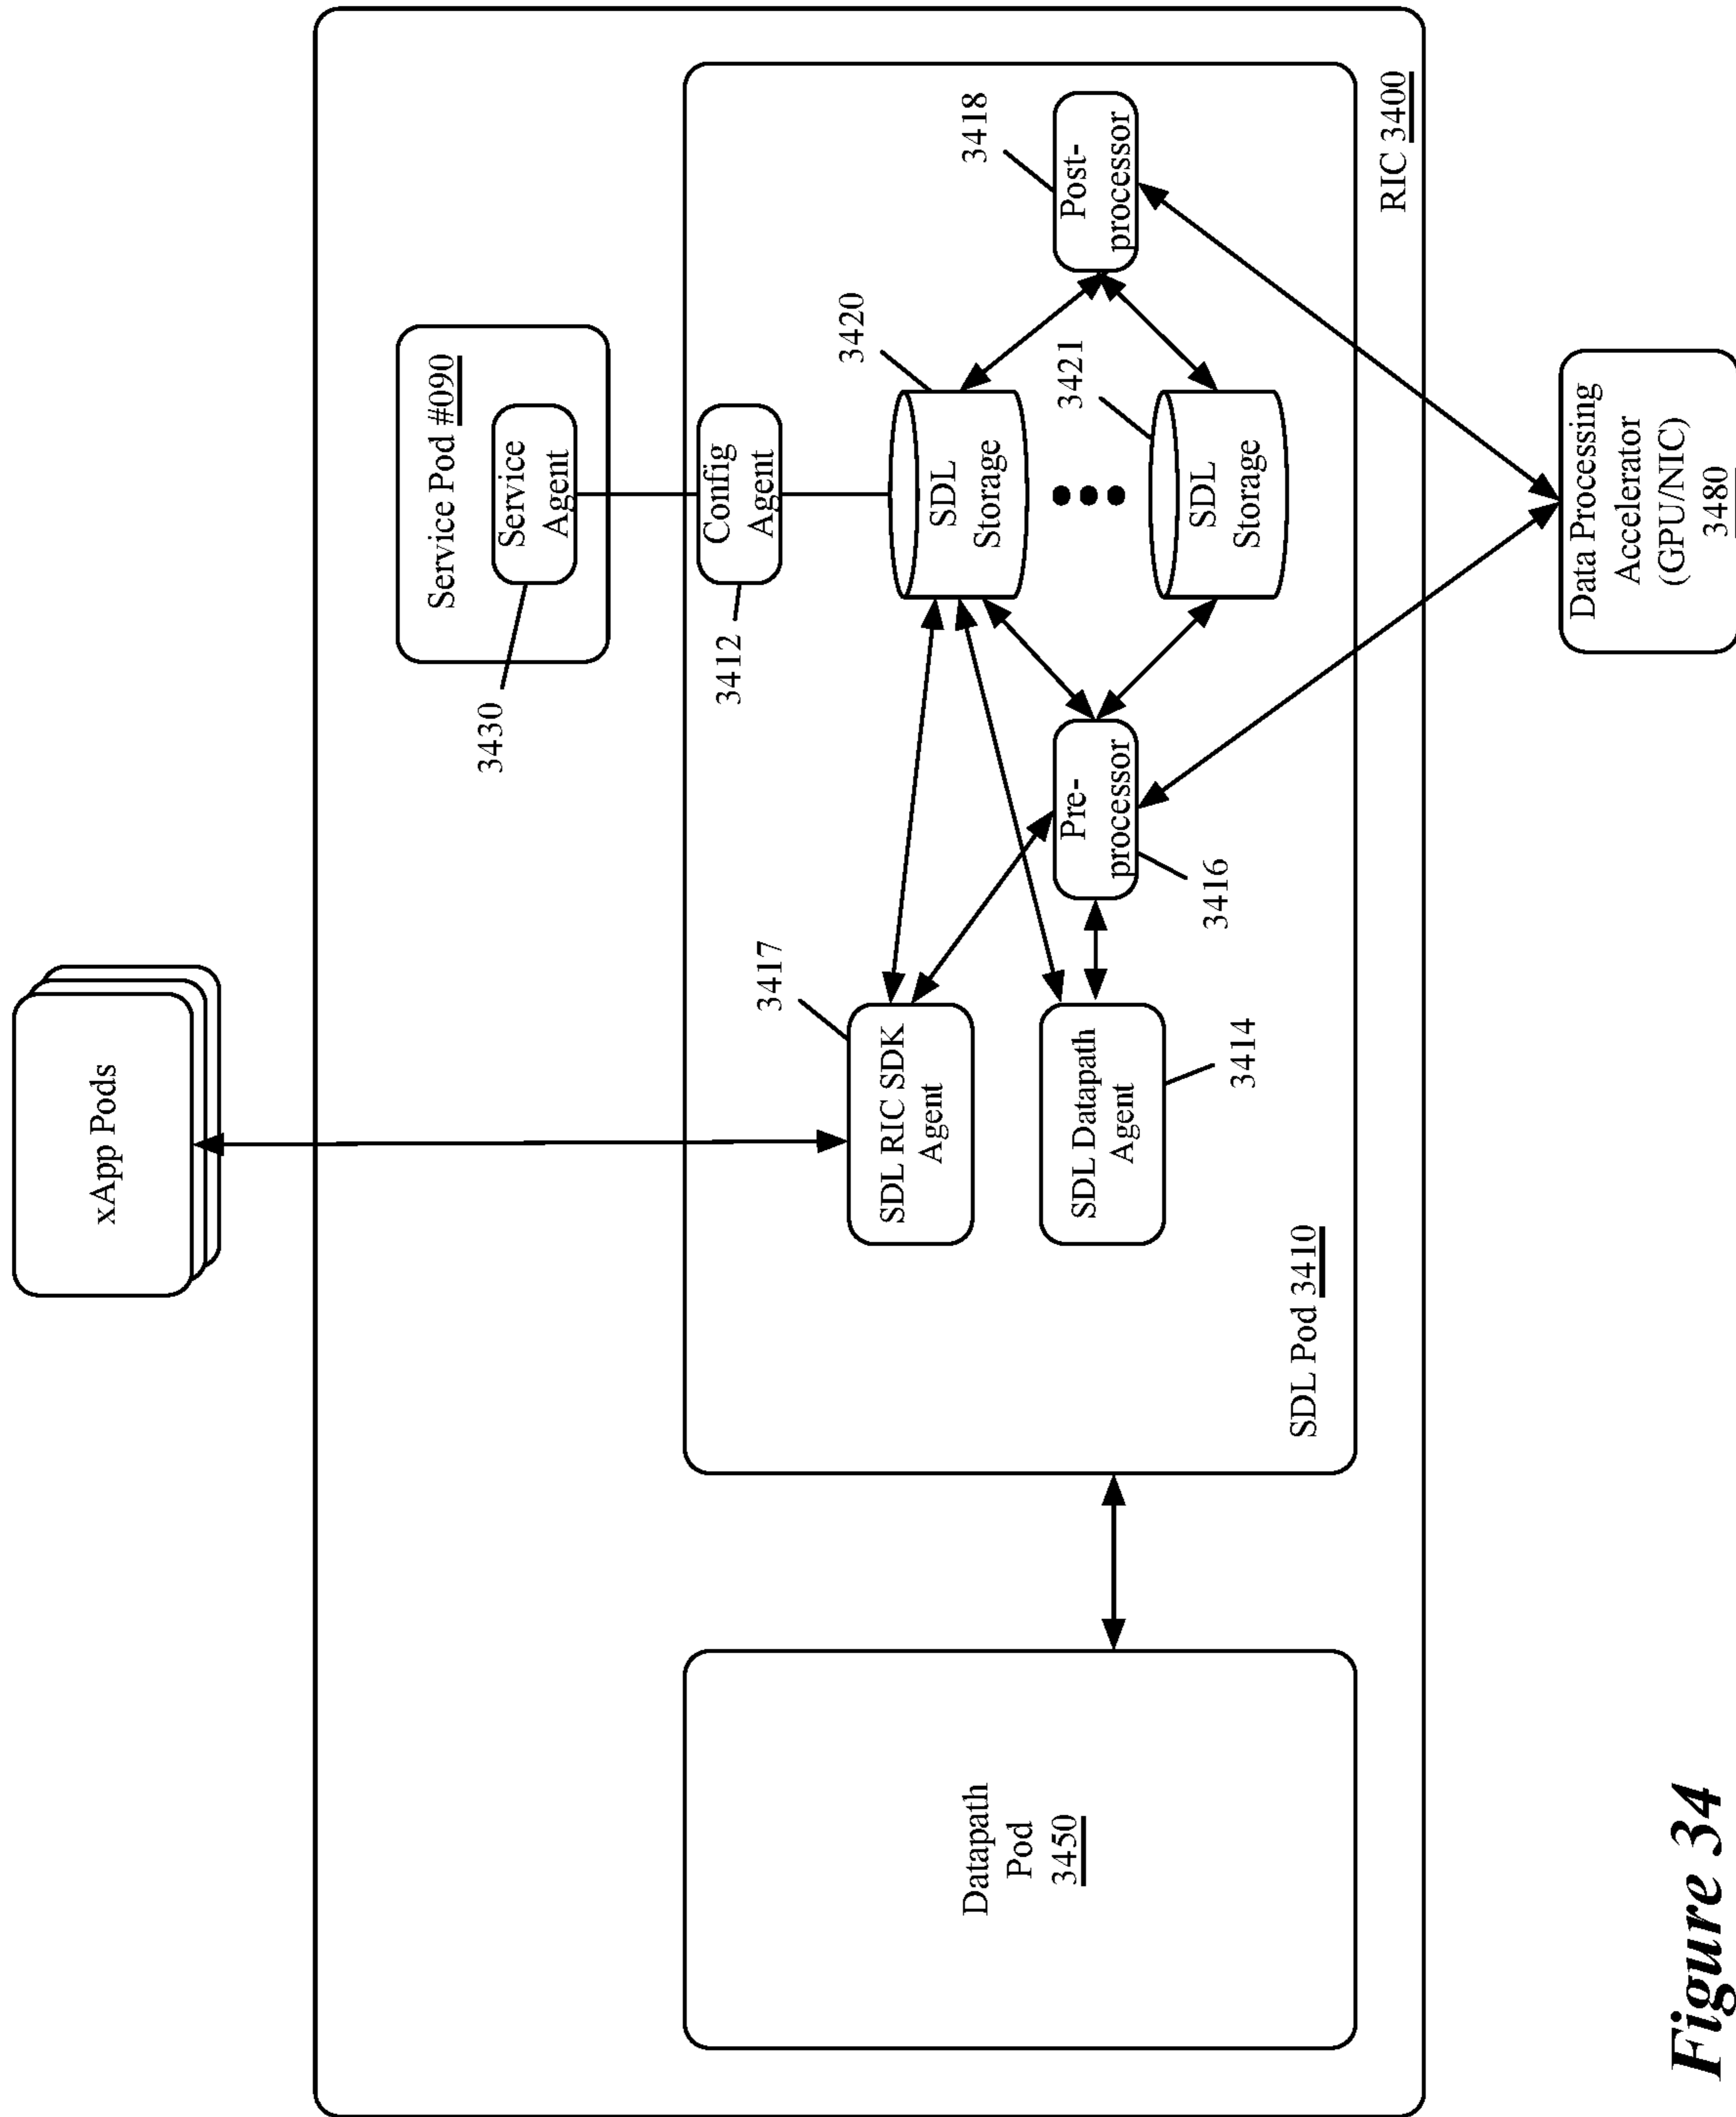 xApp Pods
Service Pod #090
Service
Agent
3430
Config
Agent
3412
3417
SDL RIC SDK
Agent
SDL Datapath
Agent
3414
Pre-
processor
3416
3420
SDL
Storage
3421
SDL
Storage
3418
Post-
processor
SDL Pod 3410
RIC 3400
Datapath
Pod
3450
Data Processing
Accelerator
(GPU/NIC)
3480
Figure 34